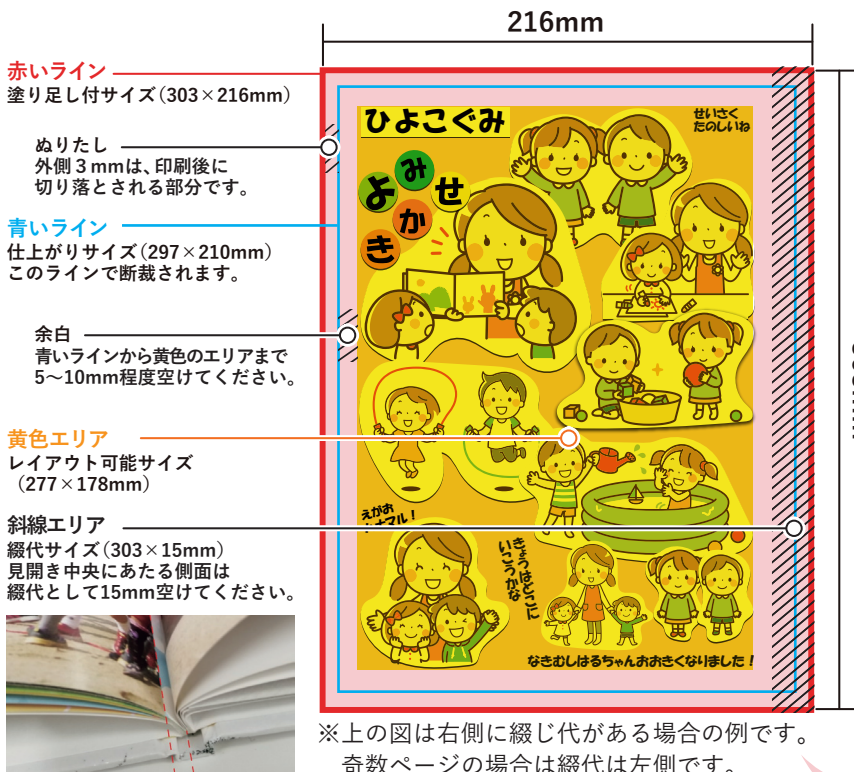 216mm
赤いライン
塗り足し付サイズ(303×216mm)
ぬりたし
外側3mmは、印刷後に
切り落とされる部分です。
青いライン
仕上がりサイズ(297×210mm)
このラインで断裁されます。
余白
青いラインから黄色のエリアまで
5〜10mm程度空けてください。
黄色エリア
レイアウト可能サイズ
(277×178mm)
斜線エリア
綴代サイズ(303×15mm)
見開き中央にあたる側面は
綴代として15mm空けてください。
ひよこぐみ
よみきかせ
せいさく
たのしいね
えがお
マル!
きょうはどこに
いこうかな
なきむしはるちゃんおおきくなりました!
※上の図は右側に綴じ代がある場合の例です。
奇数ページの場合は綴代は左側です。